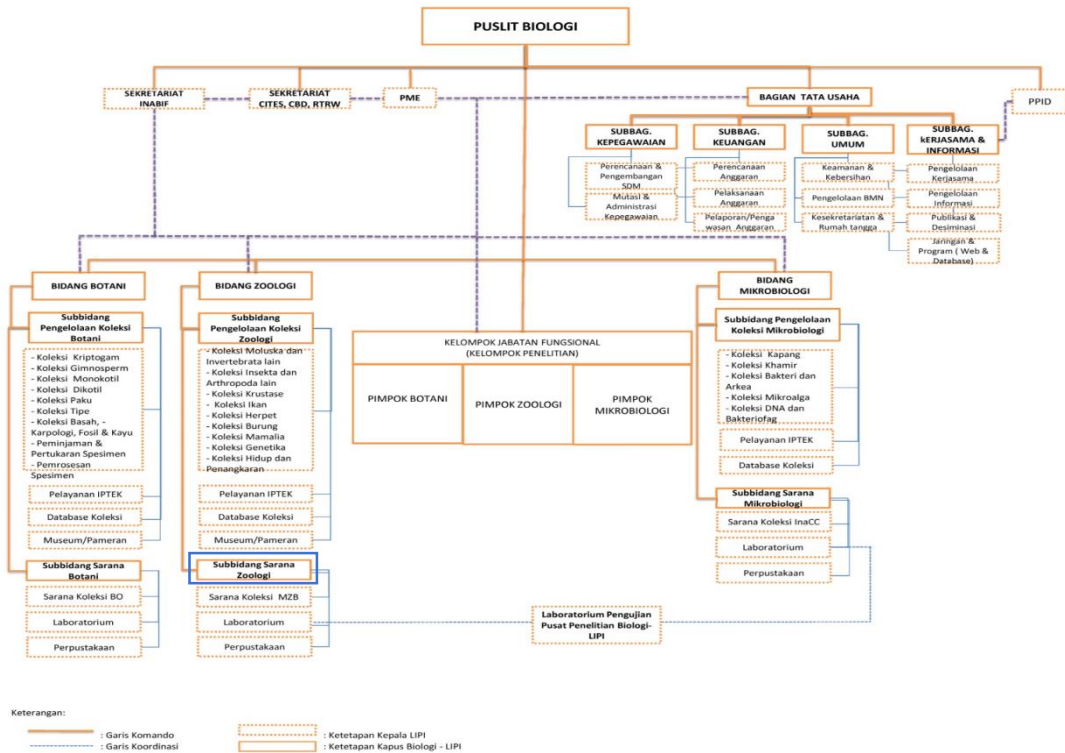 PUSLIT BIOLOGI
SEKRETARIAT
INABIF
SEKRETARIAT
CITES, CBD, RTRW
PME
BAGIAN TATA USAHA
PPID
SUBBAG.
KEPEGAWAIAN
SUBBAG.
KEUANGAN
SUBBAG.
UMUM
SUBBAG.
kERJASAMA &
INFORMASI
Perencanaan &
Pengembangan
SDM
Mutasi &
Administrasi
Kepegawaian
Perencanaan
Anggaran
Pelaksanaan
Anggaran
Pelaporan/Penga
wasan Anggaran
Keamanan &
Kebersihan
Pengelolaan BMN
Kesekretariatan &
Rumah tangga
Pengelolaan
Kerjasama
Pengelolaan
Informasi
Publikasi &
Desiminasi
Jaringan &
Program ( Web &
Database)
BIDANG BOTANI
BIDANG ZOOLOGI
BIDANG
MIKROBIOLOGI
Subbidang
Pengelolaan Koleksi
Botani
- Koleksi Kriptogam
- Koleksi Gimnosperm
- Koleksi Monokotil
- Koleksi Dikotil
- Koleksi Paku
- Koleksi Tipe
- Koleksi Basah, -
Karpologi, Fosil & Kayu
- Peminjaman &
Pertukaran Spesimen
- Pemrosesan
Spesimen
Pelayanan IPTEK
Database Koleksi
Museum/Pameran
Subbidang Sarana
Botani
Sarana Koleksi BO
Laboratorium
Perpustakaan
Subbidang
Pengelolaan Koleksi
Zoologi
- Koleksi Moluska dan
Invertebrata lain
- Koleksi Insekta dan
Arthropoda lain
- Koleksi Krustase
- Koleksi Ikan
- Koleksi Herpet
- Koleksi Burung
- Koleksi Mamalia
- Koleksi Genetika
- Koleksi Hidup dan
Penangkaran
Pelayanan IPTEK
Database Koleksi
Museum/Pameran
Subbidang Sarana
Zoologi
Sarana Koleksi MZB
Laboratorium
Perpustakaan
KELOMPOK JABATAN FUNGSIONAL
(KELOMPOK PENELITIAN)
PIMPOK BOTANI
PIMPOK ZOOLOGI
PIMPOK
MIKROBIOLOGI
Subbidang Pengelolaan
Koleksi Mikrobiologi
- Koleksi Kapang
- Koleksi Khamir
- Koleksi Bakteri dan
Arkea
- Koleksi Mikroalga
- Koleksi DNA dan
Bakteriofag
Pelayanan IPTEK
Database Koleksi
Subbidang Sarana
Mikrobiologi
Sarana Koleksi InaCC
Laboratorium
Perpustakaan
Laboratorium Pengujian
Pusat Penelitian Biologi-
LIPI
Keterangan:
: Garis Komando
: Garis Koordinasi
: Ketetapan Kepala LIPI
: Ketetapan Kapus Biologi - LIPI